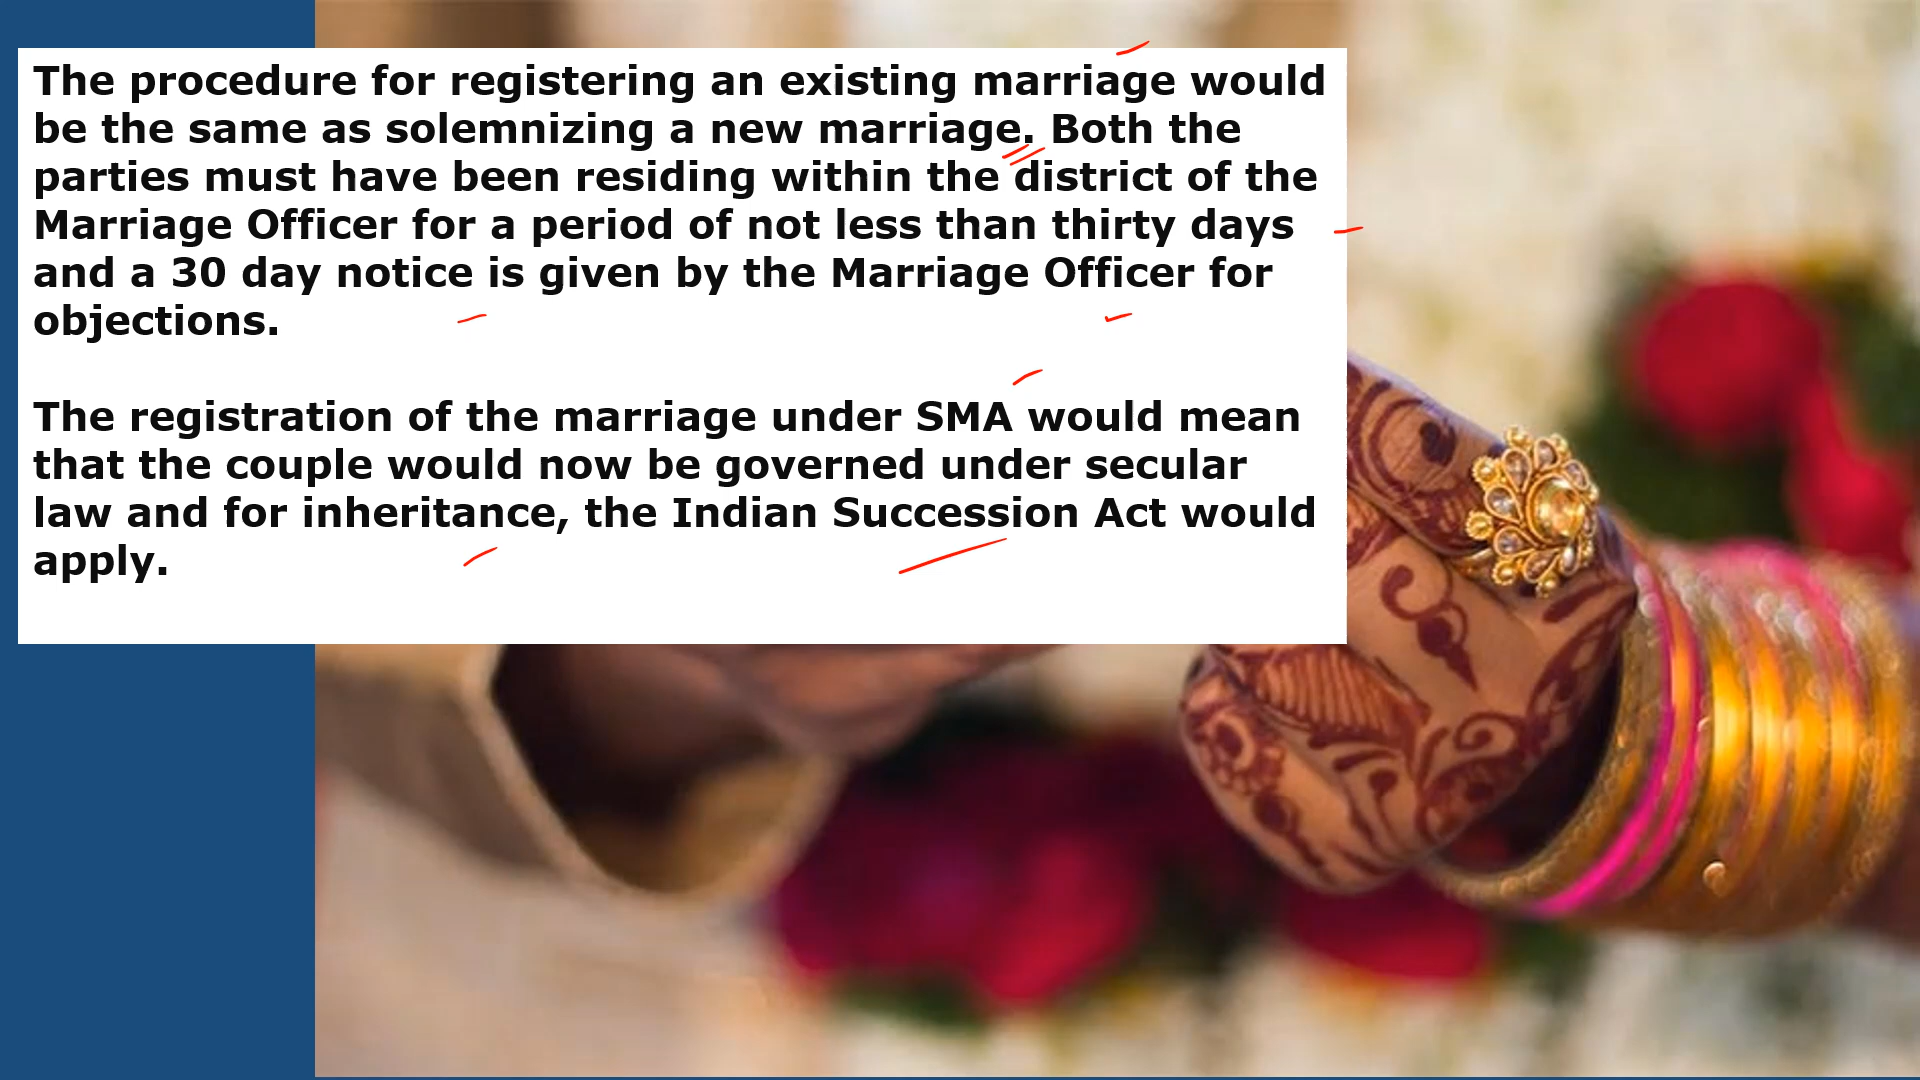 The procedure for registering an existing marriage would
be the same as solemnizing a new marriage. Both the
parties must have been residing within the district of the
Marriage Officer for a period of not less than thirty days
and a 30 day notice is given by the Marriage Officer for
objections.
The registration of the marriage under SMA would mean
that the couple would now be governed under secular
law and for inheritance, the Indian Succession Act would
apply.